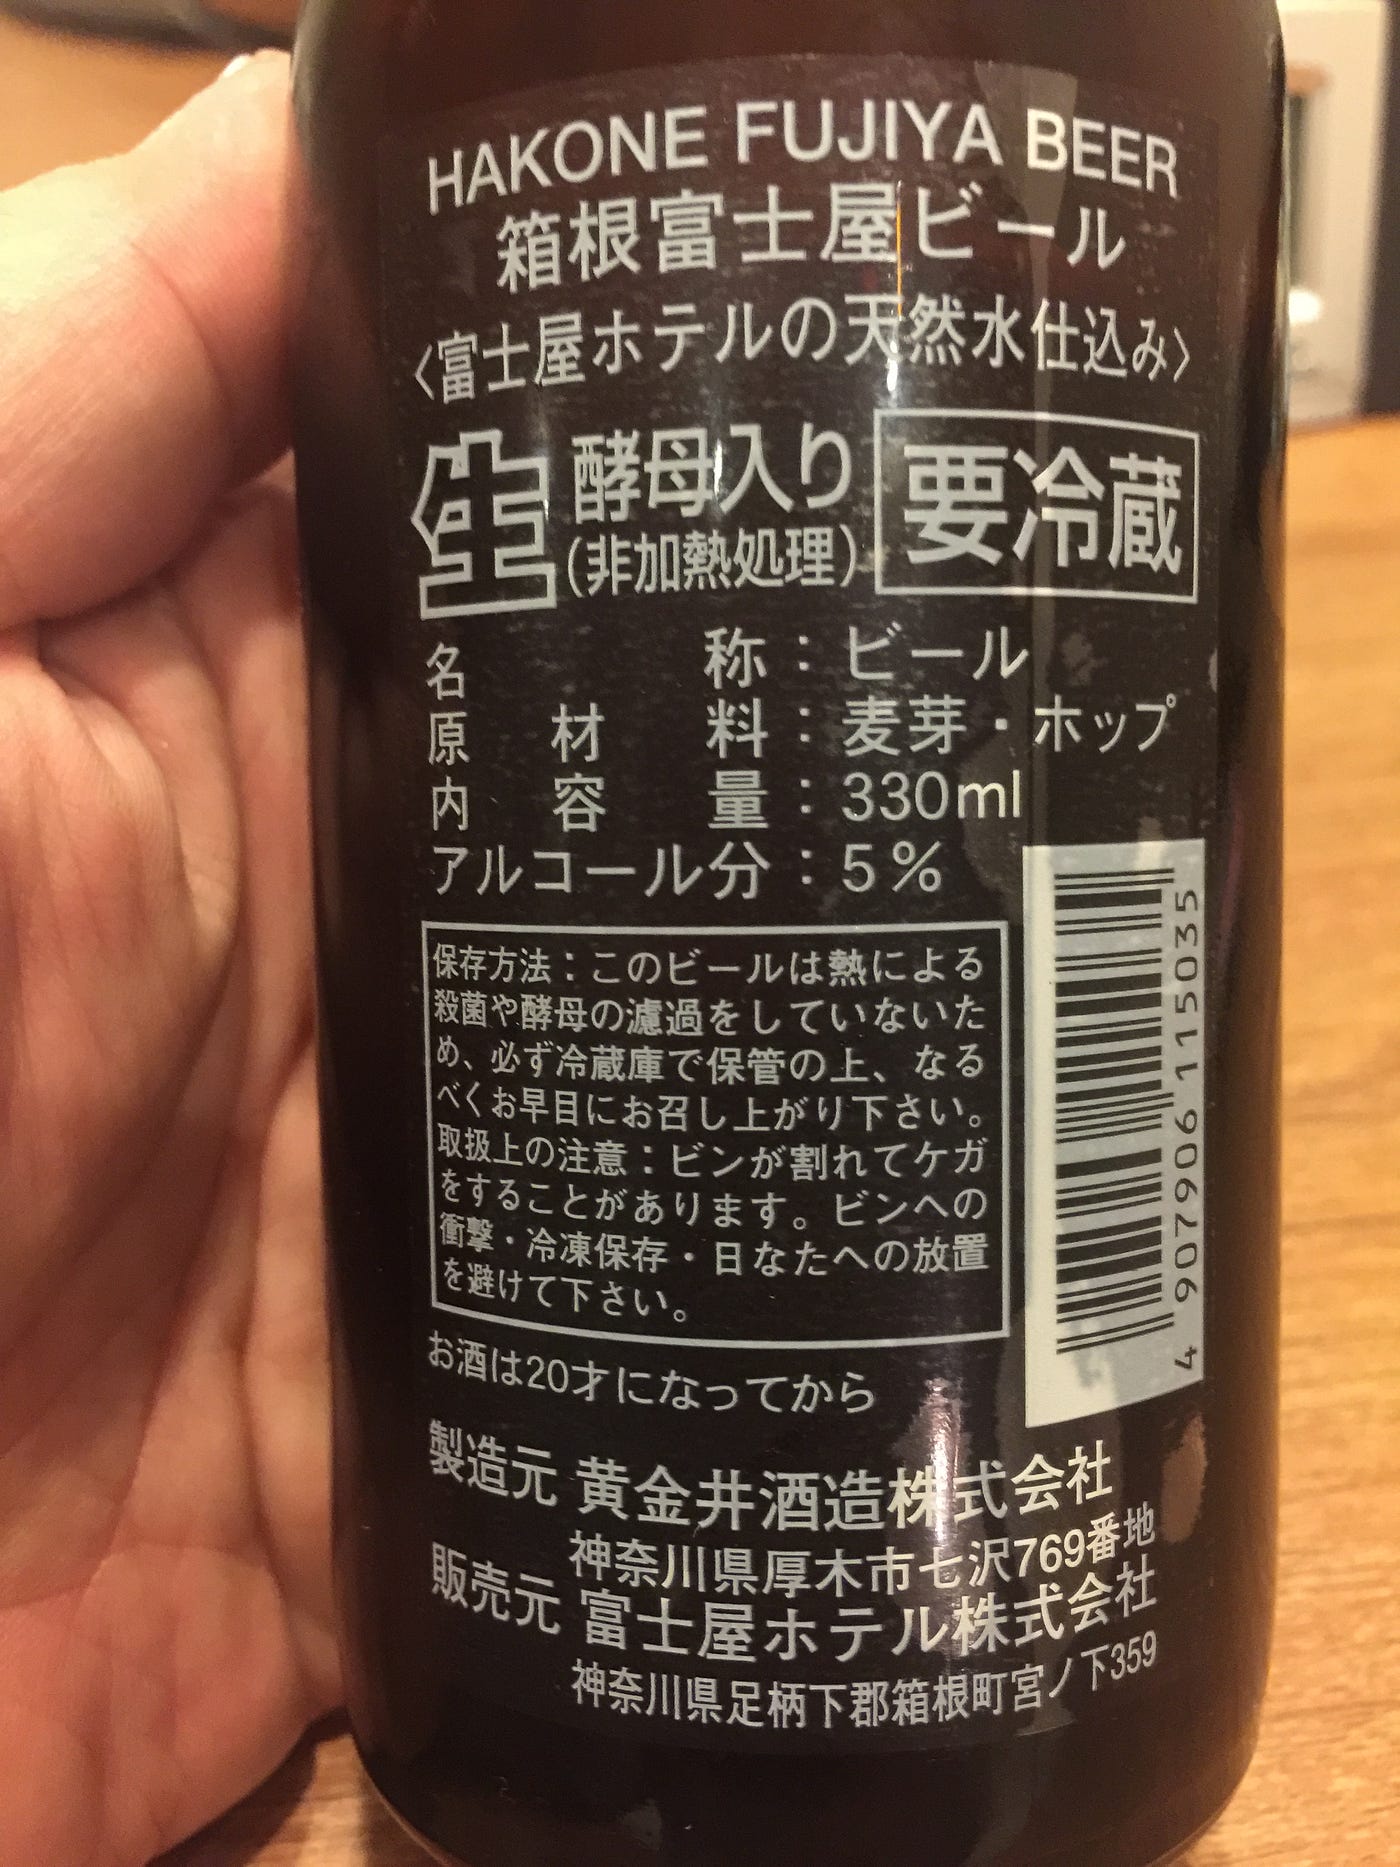 HAKONE FUJIYA BEER
箱根富士屋ビール
〈富士屋ホテルの天然水仕込み〉
生 酵母入り 要冷蔵
(非加熱処理)
名称：ビール
原材料：麦芽・ホップ
内容量：330ml
アルコール分：5%
保存方法：このビールは熱による
殺菌や酵母の濾過をしていないた
め、必ず冷蔵庫で保管の上、なる
べくお早目にお召し上がり下さい。
取扱上の注意：ビンが割れてケガ
をすることがあります。ビンへの
衝撃・冷凍保存・日なたへの放置
を避けて下さい。
4 907906 115035
お酒は20才になってから
製造元 黄金井酒造株式会社
神奈川県厚木市七沢769番地
販売元 富士屋ホテル株式会社
神奈川県足柄下郡箱根町宮ノ下359